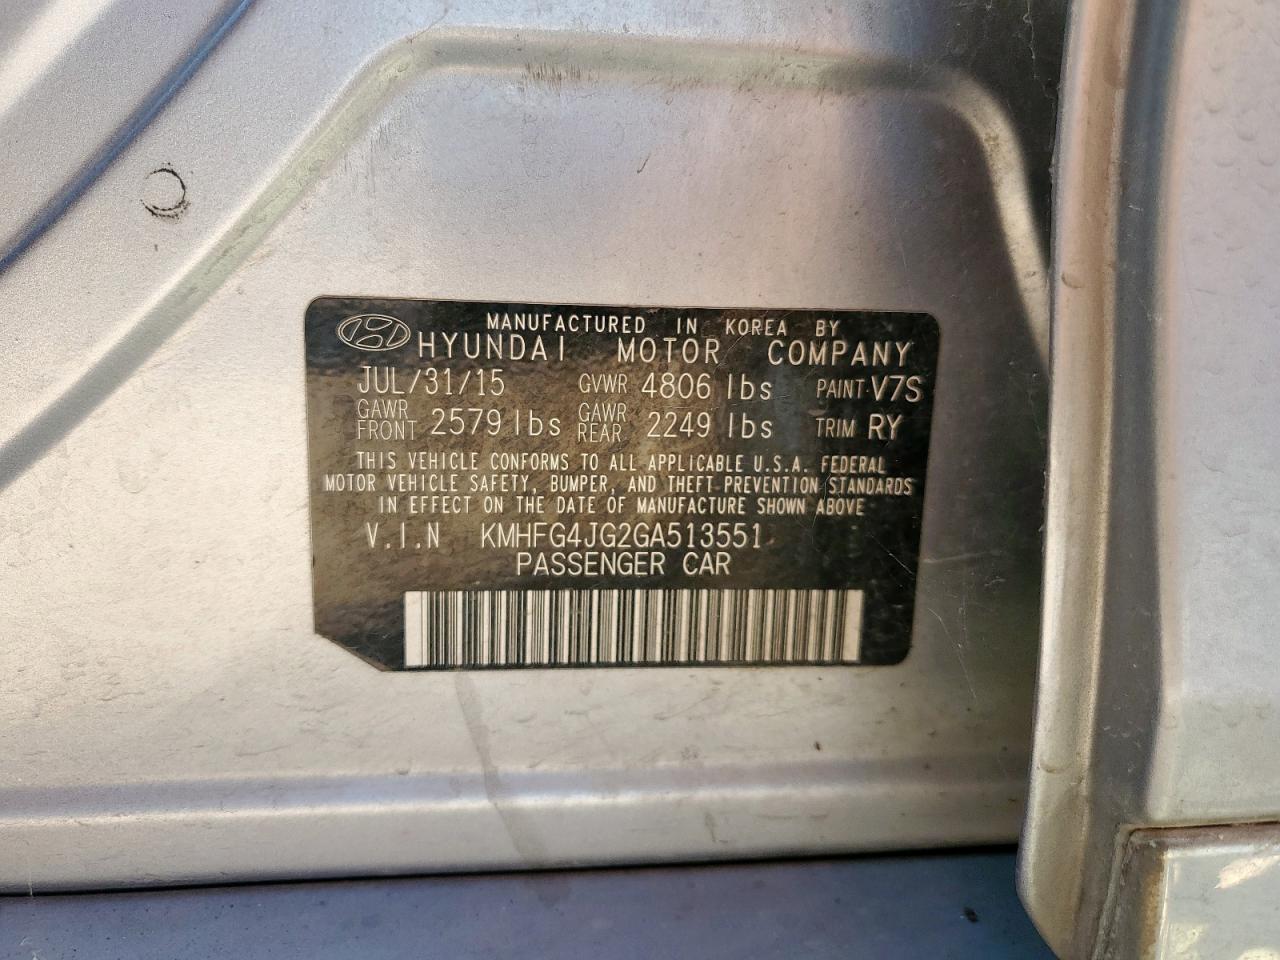 MANUFACTURED IN KOREA BY
HYUNDAI MOTOR COMPANY
JUL/31/15 GVWR 4806 lbs PAINT V7S
GAWR FRONT 2579 lbs GAWR REAR 2249 lbs TRIM RY
THIS VEHICLE CONFORMS TO ALL APPLICABLE U.S.A. FEDERAL
MOTOR VEHICLE SAFETY, BUMPER, AND THEFT PREVENTION STANDARDS
IN EFFECT ON THE DATE OF MANUFACTURE SHOWN ABOVE
V.I.N KMHFG4JG2GA513551
PASSENGER CAR